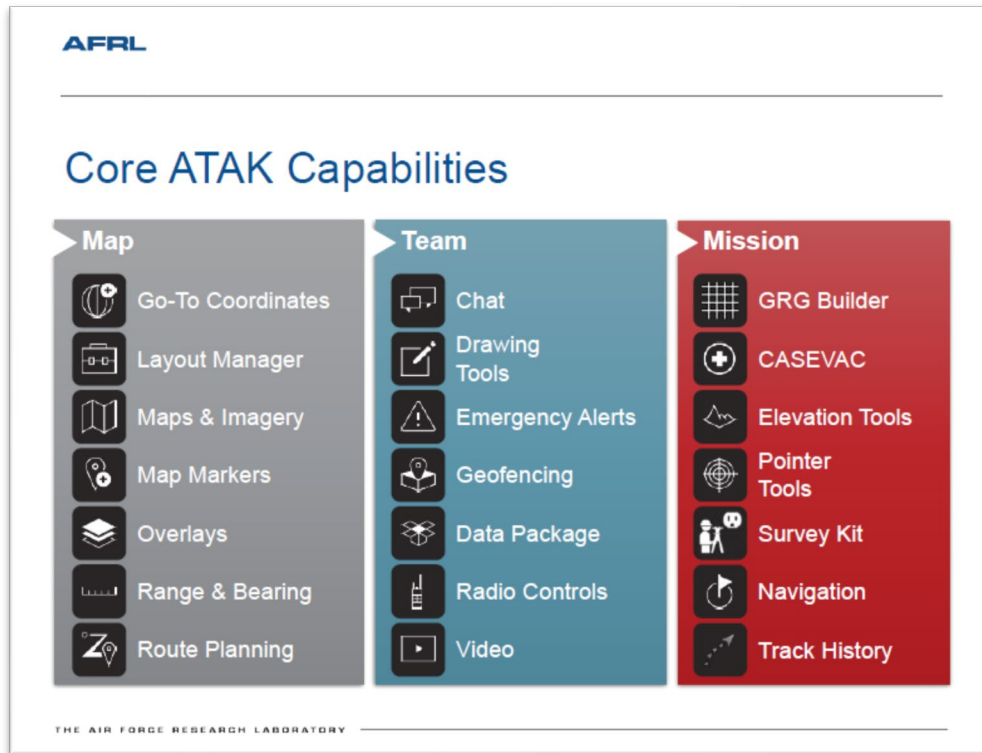 AFRL
Core ATAK Capabilities
Map
Go-To Coordinates
Layout Manager
Maps & Imagery
Map Markers
Overlays
Range & Bearing
Route Planning
Team
Chat
Drawing
Tools
Emergency Alerts
Geofencing
Data Package
Radio Controls
Video
Mission
GRG Builder
CASEVAC
Elevation Tools
Pointer
Tools
Survey Kit
Navigation
Track History
THE AIR FORCE RESEARCH LABORATORY